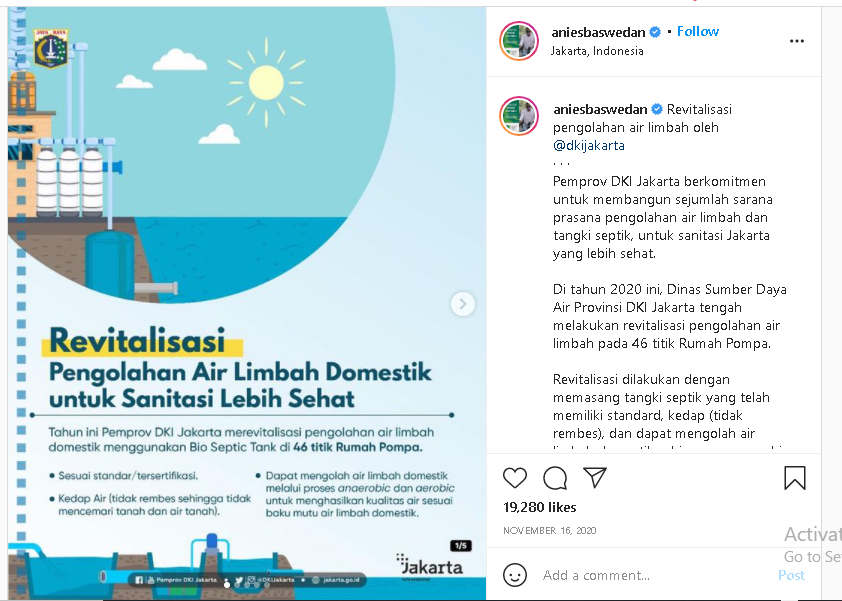 JAYA RAYA
Revitalisasi
Pengolahan Air Limbah Domestik
untuk Sanitasi Lebih Sehat
Tahun ini Pemprov DKI Jakarta merevitalisasi pengolahan air limbah
domestik menggunakan Bio Septic Tank di 46 titik Rumah Pompa.
Sesuai standar/tersertifikasi.
Kedap Air (tidak rembes sehingga tidak
mencemari tanah dan air tanah).
Dapat mengolah air limbah domestik
melalui proses anaerobic dan aerobic
untuk menghasilkan kualitas air sesuai
baku mutu air limbah domestik.
1/5
Jakarta
Pemprov DKI Jakarta
@DKIJakarta
jakarta.go.id
aniesbaswedan • Follow
Jakarta, Indonesia
aniesbaswedan Revitalisasi
pengolahan air limbah oleh
@dkijakarta
. . .
Pemprov DKI Jakarta berkomitmen
untuk membangun sejumlah sarana
prasana pengolahan air limbah dan
tangki septik, untuk sanitasi Jakarta
yang lebih sehat.
Di tahun 2020 ini, Dinas Sumber Daya
Air Provinsi DKI Jakarta tengah
melakukan revitalisasi pengolahan air
limbah pada 46 titik Rumah Pompa.
Revitalisasi dilakukan dengan
memasang tangki septik yang telah
memiliki standard, kedap (tidak
rembes), dan dapat mengolah air
19,280 likes
NOVEMBER 16, 2020
Add a comment...
Post
Activat
Go to Se